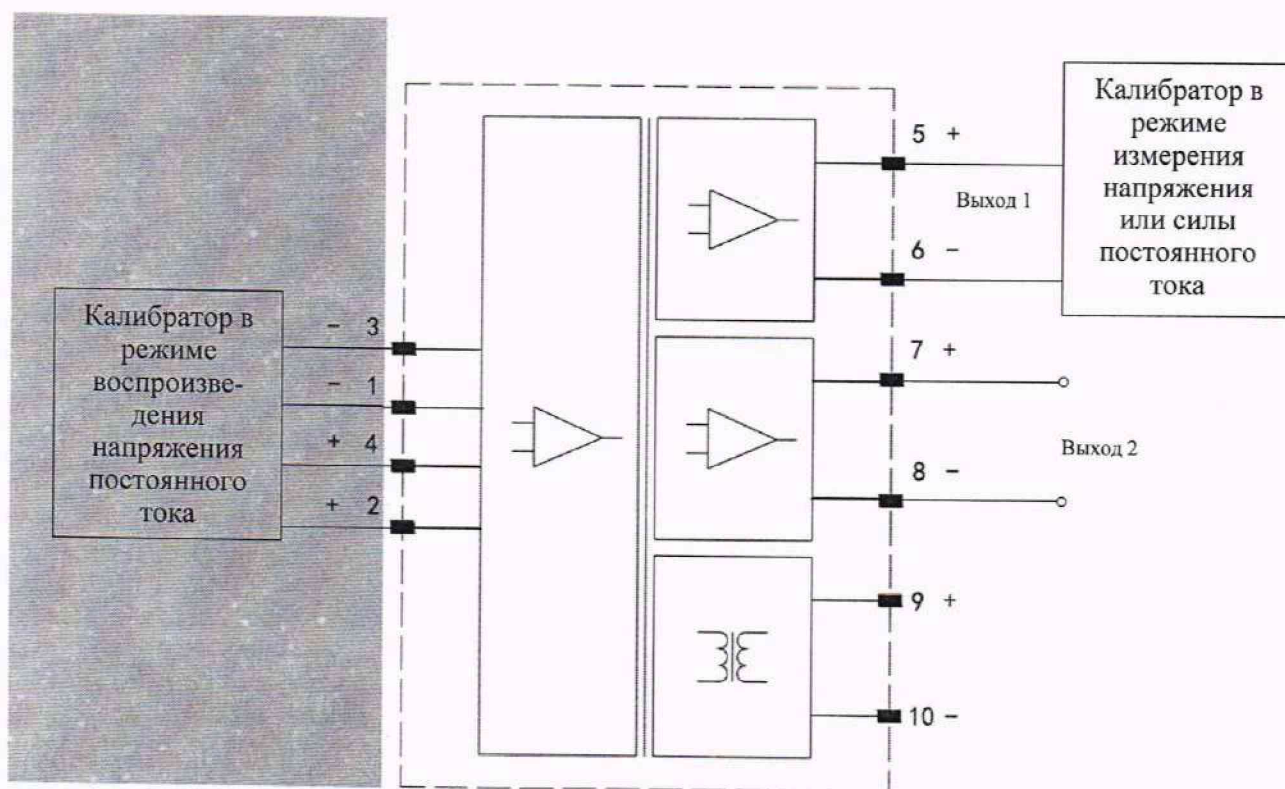 Калибратор в
режиме
воспроизве-
дения
напряжения
постоянного
тока
− 3
− 1
+ 4
+ 2
5 +
Выход 1
6 −
7 +
Выход 2
8 −
9 +
10 −
Калибратор в
режиме
измерения
напряжения
или силы
постоянного
тока